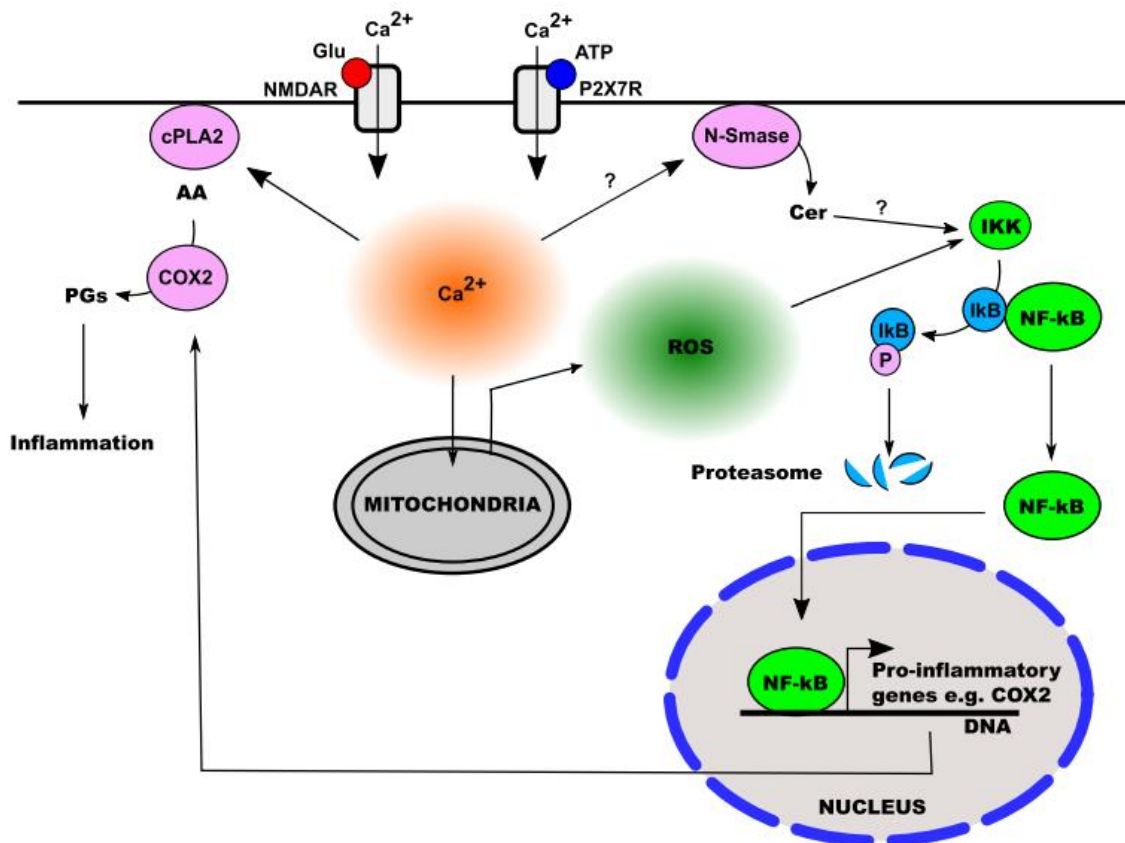 Ca2+
Ca2+
Glu
ATP
NMDAR
P2X7R
cPLA2
N-Smase
?
AA
Cer
?
IKK
COX2
PGs
Ca2+
IkB
NF-kB
IkB
ROS
P
Inflammation
Proteasome
MITOCHONDRIA
NF-kB
NF-kB
Pro-inflammatory
genes e.g. COX2
DNA
NUCLEUS